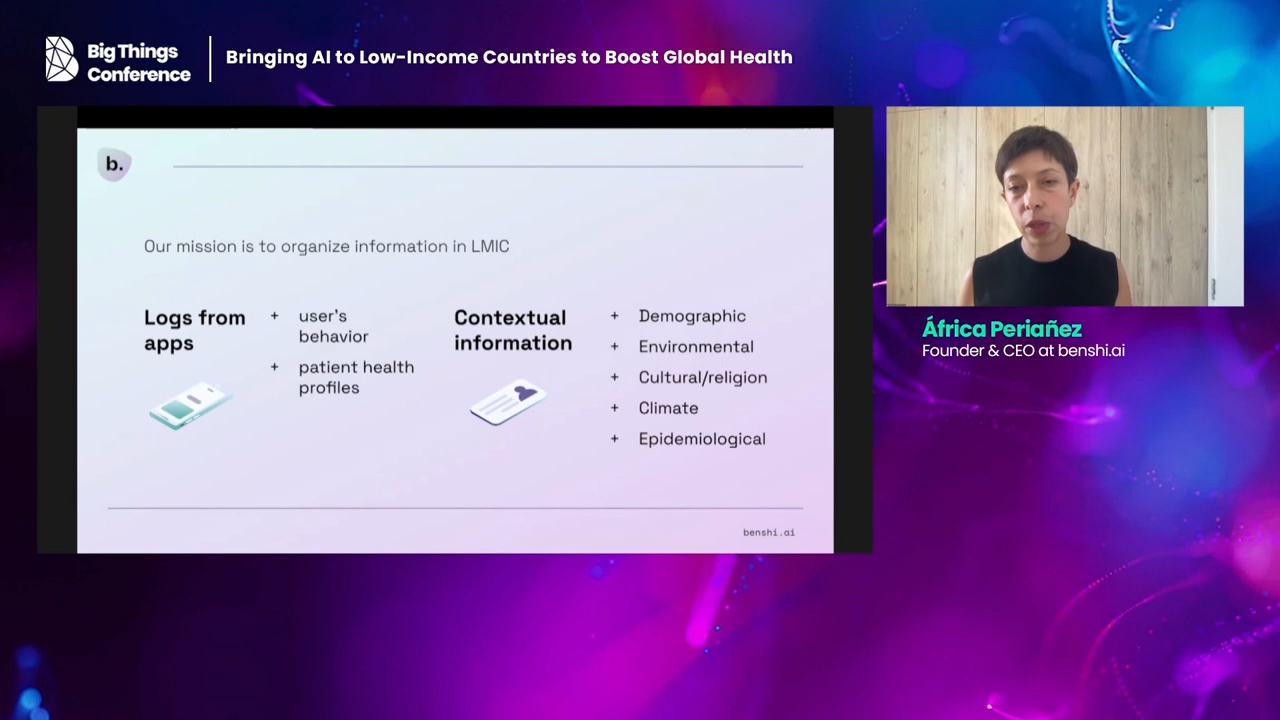 Big Things
Conference
Bringing AI to Low-Income Countries to Boost Global Health
b.
Our mission is to organize information in LMIC
Logs from
apps
+ user's
behavior
+ patient health
profiles
Contextual
information
+ Demographic
+ Environmental
+ Cultural/religion
+ Climate
+ Epidemiological
benshi.ai
África Periañez
Founder & CEO at benshi.ai